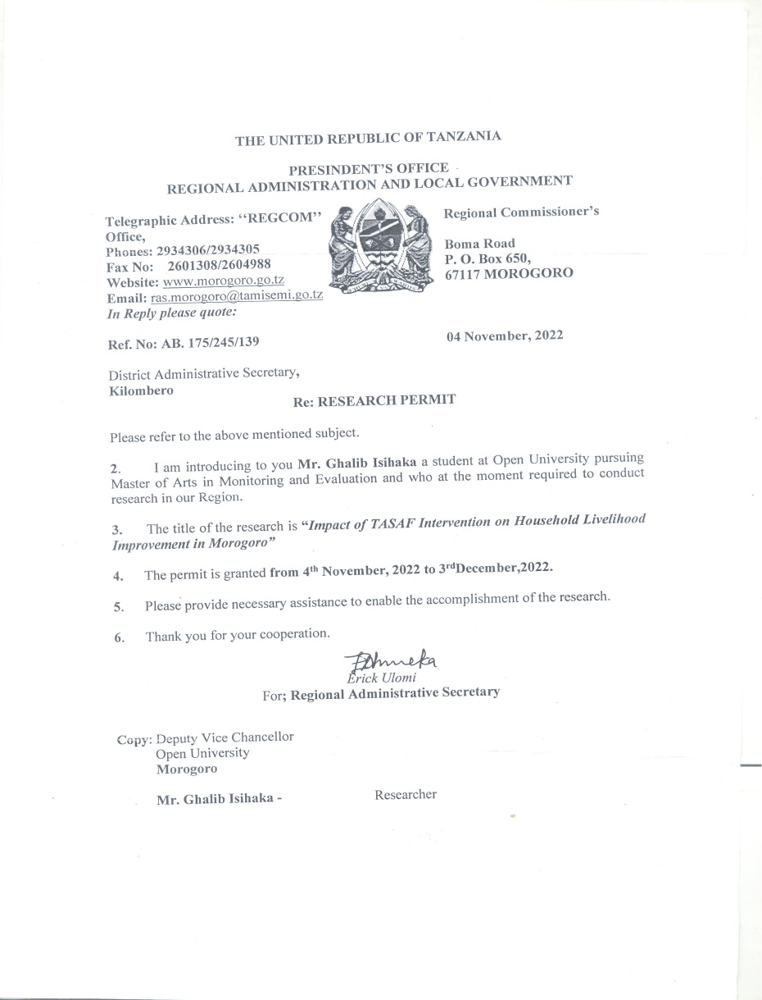 THE UNITED REPUBLIC OF TANZANIA
PRESINDENT'S OFFICE
REGIONAL ADMINISTRATION AND LOCAL GOVERNMENT
Telegraphic Address: “REGCOM” Regional Commissioner's
Office,
Phones: 2934306/2934305 Boma Road
Fax No: 2601308/2604988 P. O. Box 650,
Website: www.morogoro.go.tz 67117 MOROGORO
Email: ras.morogoro@tamisemi.go.tz
In Reply please quote:
Ref. No: AB. 175/245/139 04 November, 2022
District Administrative Secretary,
Kilombero
Re: RESEARCH PERMIT
Please refer to the above mentioned subject.
2. I am introducing to you Mr. Ghalib Isihaka a student at Open University pursuing
Master of Arts in Monitoring and Evaluation and who at the moment required to conduct
research in our Region.
3. The title of the research is “Impact of TASAF Intervention on Household Livelihood
Improvement in Morogoro”
4. The permit is granted from 4th November, 2022 to 3rdDecember,2022.
5. Please provide necessary assistance to enable the accomplishment of the research.
6. Thank you for your cooperation.
Erick Ulomi
For; Regional Administrative Secretary
Copy: Deputy Vice Chancellor
Open University
Morogoro
Mr. Ghalib Isihaka - Researcher